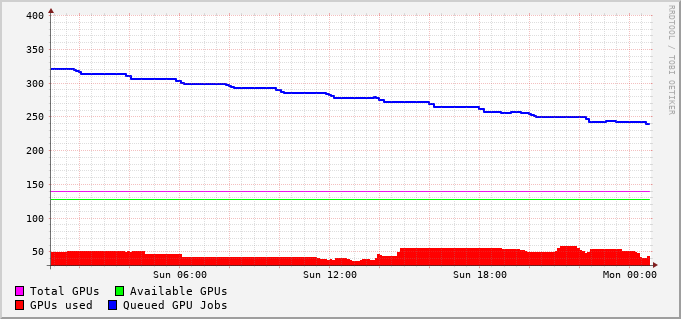 400
350
300
250
200
150
100
50
Sun 06:00 Sun 12:00 Sun 18:00 Mon 00:00
Total GPUs Available GPUs
GPUs used Queued GPU Jobs
RRDTOOL / TOBI OETIKER